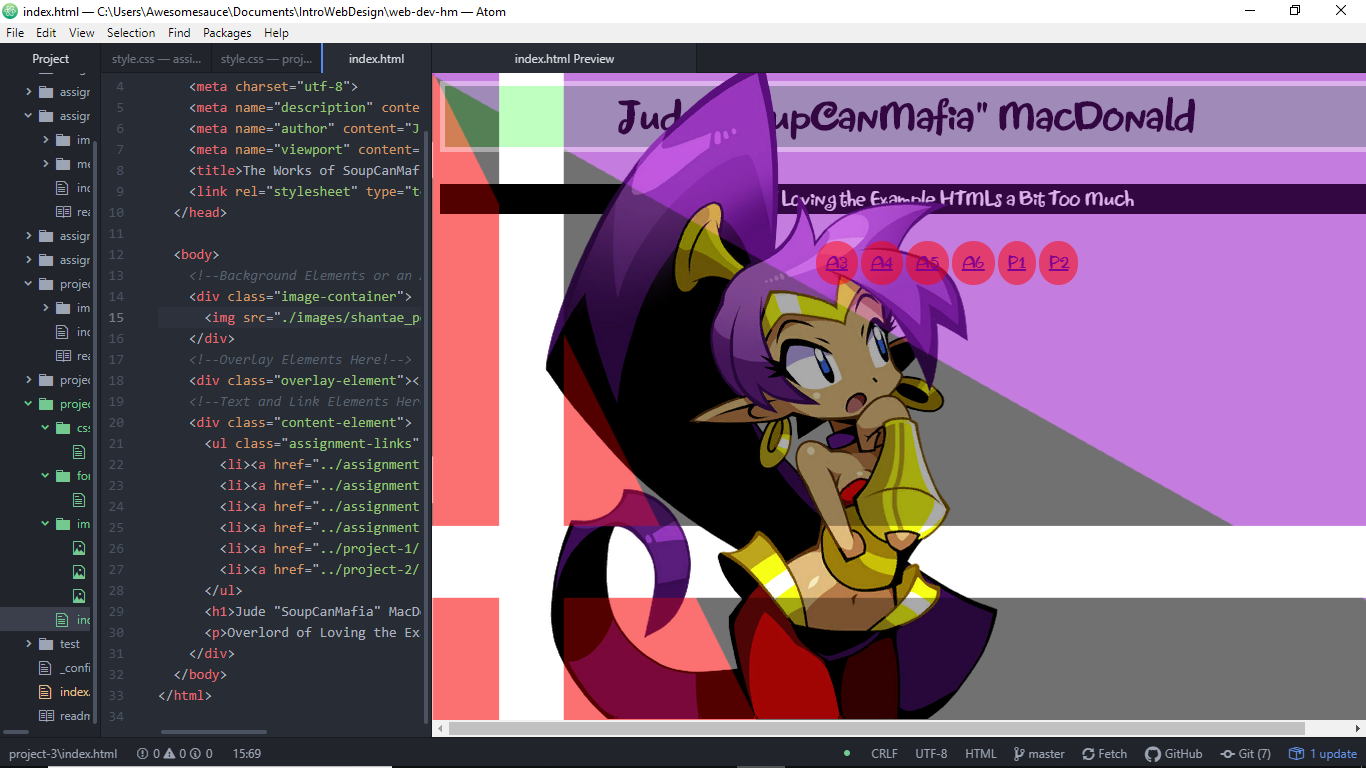 index.html — C:\Users\Awesomesauce\Documents\IntroWebDesign\web-dev-hm — Atom
File Edit View Selection Find Packages Help
Project
style.css — assi...
style.css — proj...
index.html
index.html Preview
assigr
assigr
im
me
inc
rea
assigr
assigr
projec
im
inc
rea
projec
projec
css
for
im
inc
test
_confi
index.
readm
4 <meta charset="utf-8">
5 <meta name="description" conte
6 <meta name="author" content="J
7 <meta name="viewport" content=
8 <title>The Works of SoupCanMaf
9 <link rel="stylesheet" type="t
10 </head>
11
12 <body>
13 <!--Background Elements or an
14 <div class="image-container">
15 <img src="./images/shantae_p
16 </div>
17 <!--Overlay Elements Here!-->
18 <div class="overlay-element"><
19 <!--Text and Link Elements Her
20 <div class="content-element">
21 <ul class="assignment-links"
22 <li><a href="../assignment
23 <li><a href="../assignment
24 <li><a href="../assignment
25 <li><a href="../assignment
26 <li><a href="../project-1/
27 <li><a href="../project-2/
28 </ul>
29 <h1>Jude "SoupCanMafia" MacD
30 <p>Overlord of Loving the Ex
31 </div>
32 </body>
33 </html>
34
Jude upCanMafia" MacDonald
Loving the Example HTMLs a Bit Too Much
A3 A4 A5 A6 P1 P2
project-3\index.html 0 0 0 15:69 CRLF UTF-8 HTML master Fetch GitHub Git (7) 1 update